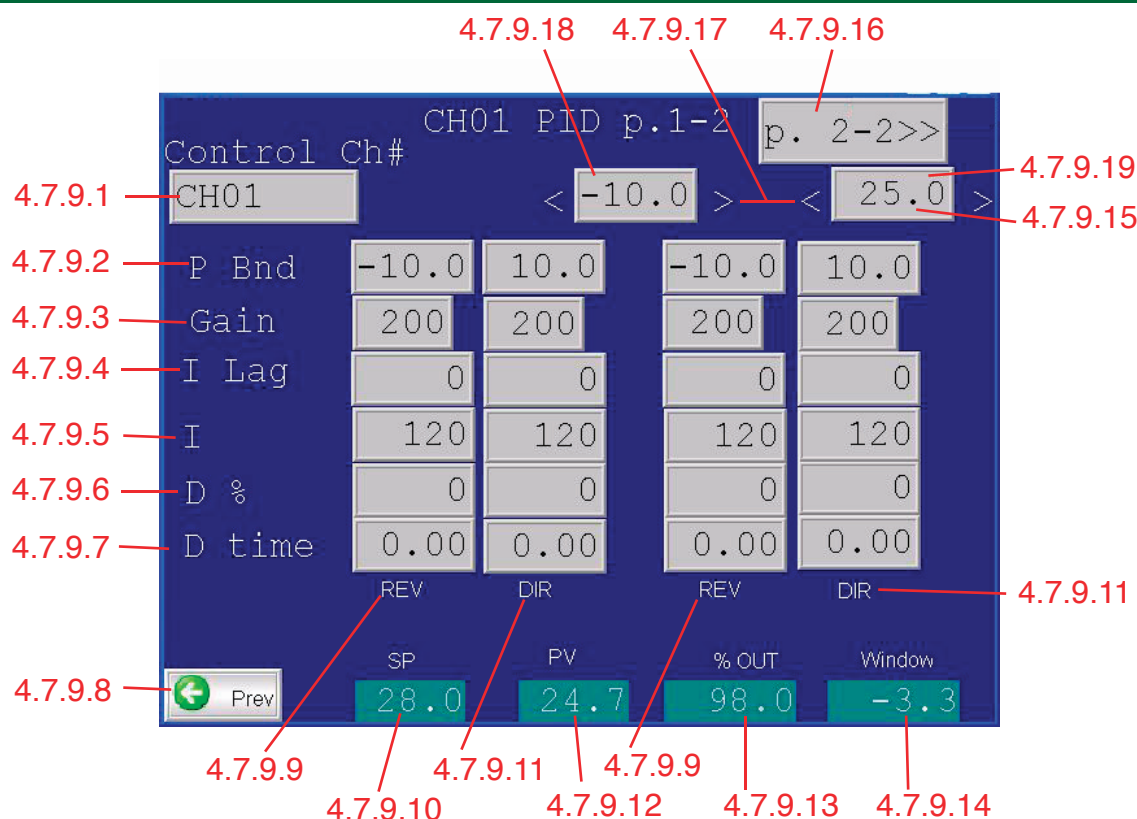 4.7.9.18 4.7.9.17 4.7.9.16
CH01 PID p.1-2 p. 2-2>>
Control Ch#
4.7.9.1 CH01 < -10.0 > < 25.0 > 4.7.9.19
4.7.9.15
4.7.9.2 P Bnd -10.0 10.0 -10.0 10.0
4.7.9.3 Gain 200 200 200 200
4.7.9.4 I Lag 0 0 0 0
4.7.9.5 I 120 120 120 120
4.7.9.6 D % 0 0 0 0
4.7.9.7 D time 0.00 0.00 0.00 0.00
REV DIR REV DIR 4.7.9.11
SP PV % OUT Window
4.7.9.8 Prev 28.0 24.7 98.0 -3.3
4.7.9.9 4.7.9.11 4.7.9.9
4.7.9.10 4.7.9.12 4.7.9.13 4.7.9.14